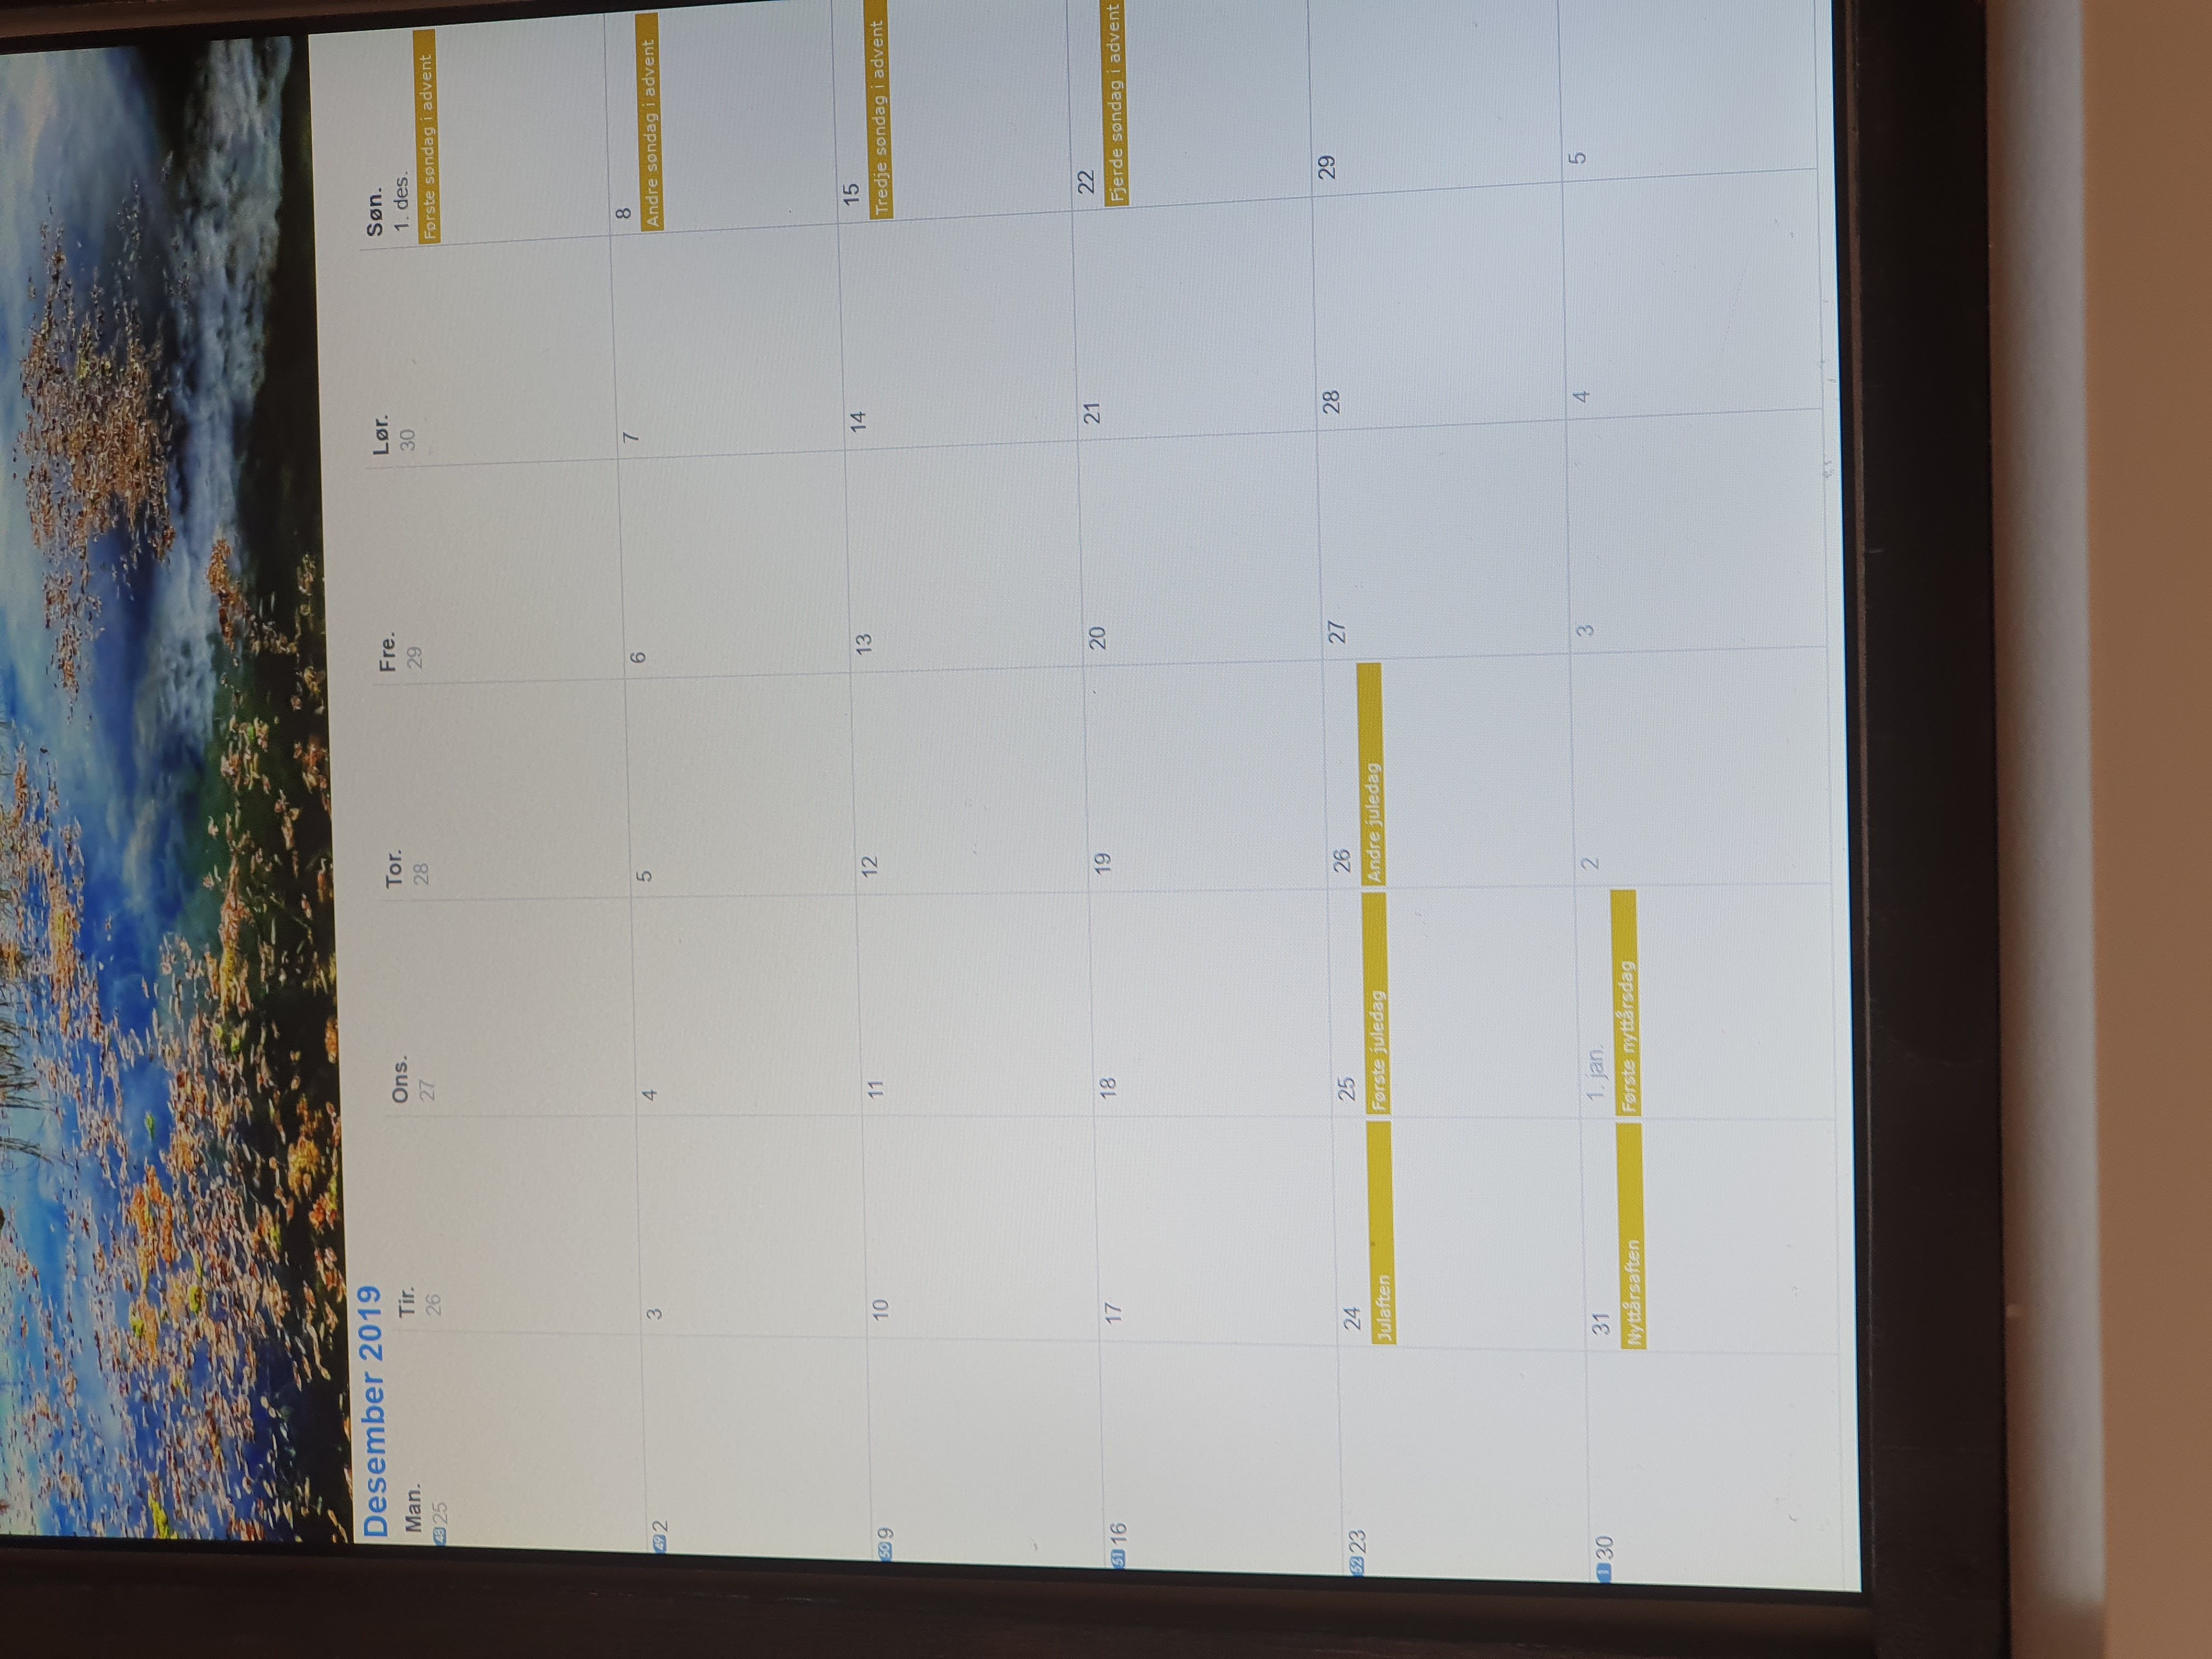 Desember 2019
Man. Tir. Ons. Tor. Fre. Lør. Søn.
48 25 26 27 28 29 30 1. des.
Første søndag i advent
49 2 3 4 5 6 7 8
Andre søndag i advent
50 9 10 11 12 13 14 15
Tredje søndag i advent
51 16 17 18 19 20 21 22
Fjerde søndag i advent
52 23 24 25 26 27 28 29
Julaften Første juledag Andre juledag
1 30 31 1. jan. 2 3 4 5
Nyttårsaften Første nyttårsdag